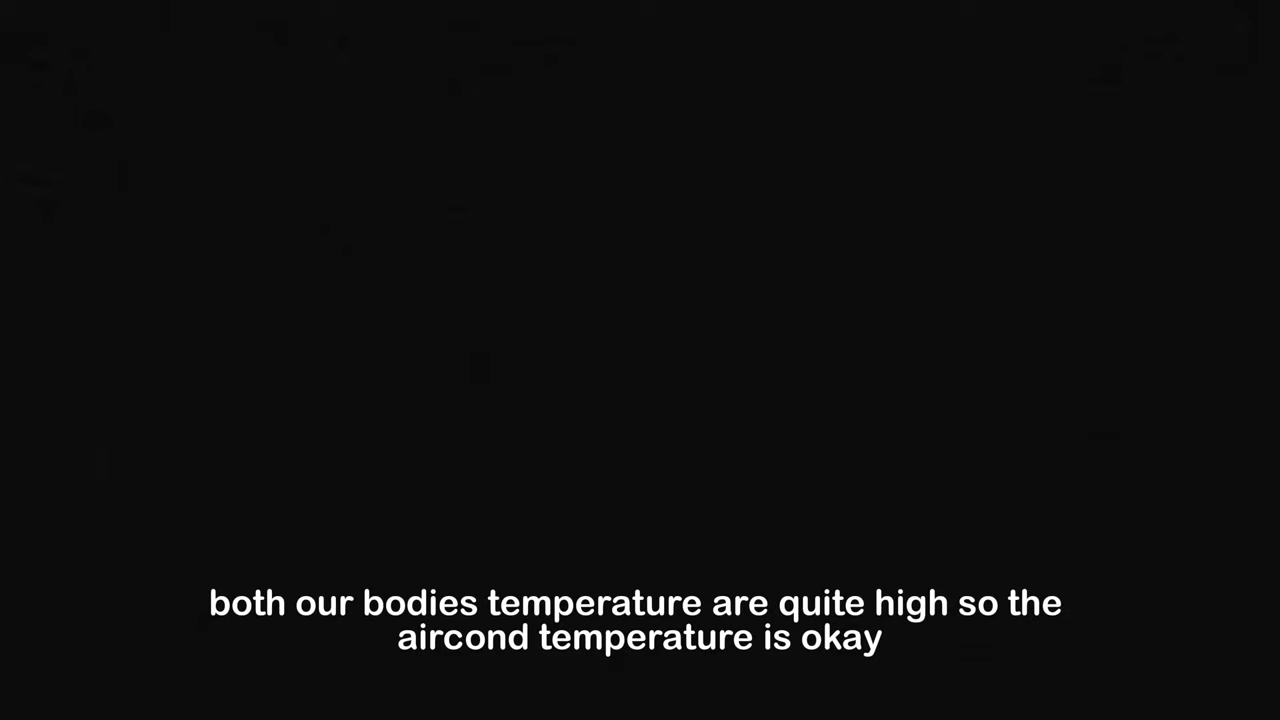 both our bodies temperature are quite high so the
aircond temperature is okay